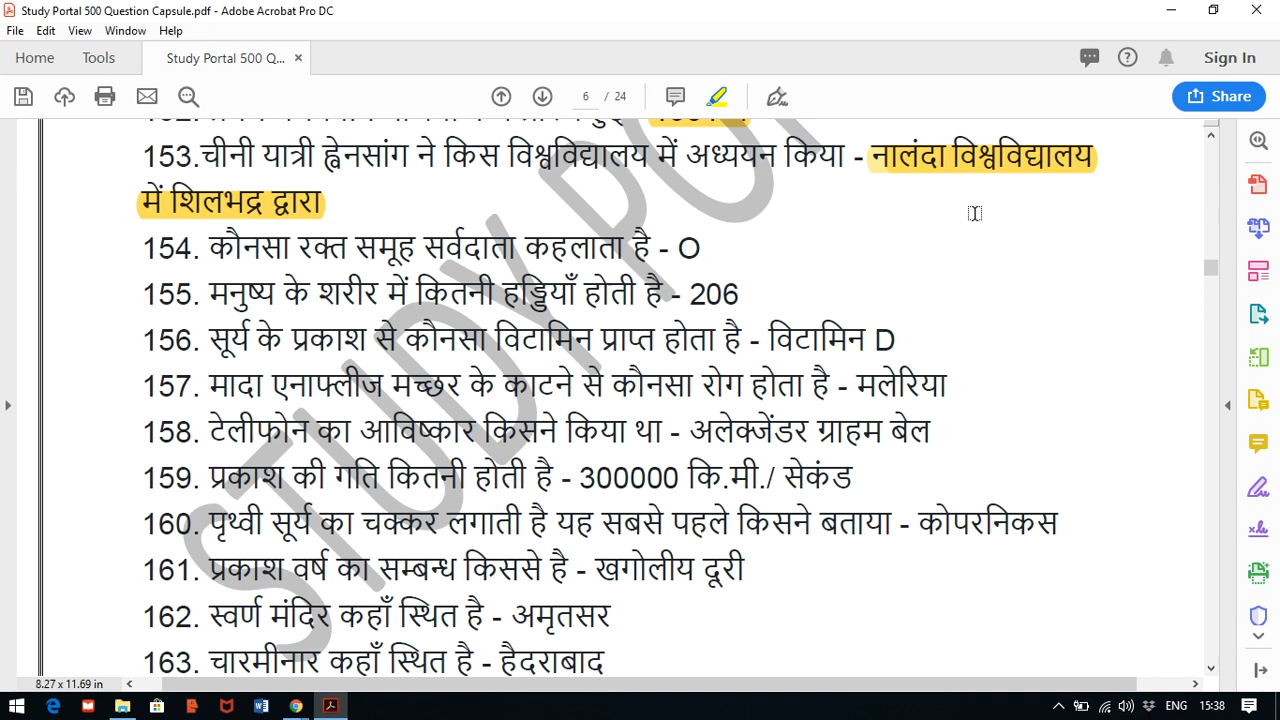 Study Portal 500 Question Capsule.pdf - Adobe Acrobat Pro DC
File Edit View Window Help
Home Tools Study Portal 500 Q... × Sign In
6 / 24 Share
153.चीनी यात्री ह्वेनसांग ने किस विश्वविद्यालय में अध्ययन किया - नालंदा विश्वविद्यालय
में शिलभद्र द्वारा
154. कौनसा रक्त समूह सर्वदाता कहलाता है - O
155. मनुष्य के शरीर में कितनी हड्डियाँ होती है - 206
156. सूर्य के प्रकाश से कौनसा विटामिन प्राप्त होता है - विटामिन D
157. मादा एनाफ्लीज मच्छर के काटने से कौनसा रोग होता है - मलेरिया
158. टेलीफोन का आविष्कार किसने किया था - अलेक्जेंडर ग्राहम बेल
159. प्रकाश की गति कितनी होती है - 300000 कि.मी./ सेकंड
160. पृथ्वी सूर्य का चक्कर लगाती है यह सबसे पहले किसने बताया - कोपरनिकस
161. प्रकाश वर्ष का सम्बन्ध किससे है - खगोलीय दूरी
162. स्वर्ण मंदिर कहाँ स्थित है - अमृतसर
163. चारमीनार कहाँ स्थित है - हैदराबाद
STUDY PO
8.27 x 11.69 in
ENG 15:38